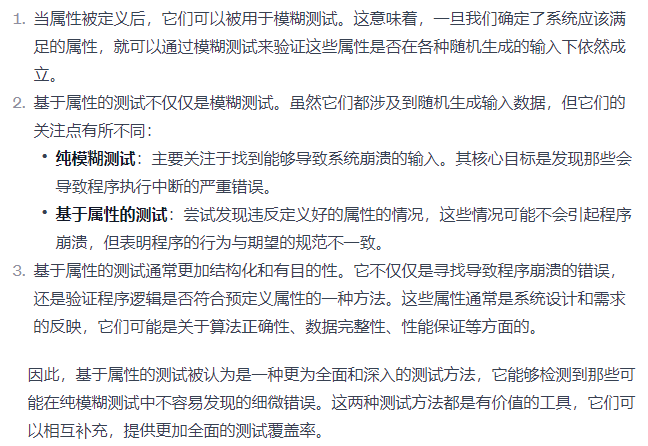 1. 当属性被定义后，它们可以被用于模糊测试。这意味着，一旦我们确定了系统应该满
足的属性，就可以通过模糊测试来验证这些属性是否在各种随机生成的输入下依然成
立。
2. 基于属性的测试不仅仅是模糊测试。虽然它们都涉及到随机生成输入数据，但它们的
关注点有所不同：
• 纯模糊测试：主要关注于找到能够导致系统崩溃的输入。其核心目标是发现那些会
导致程序执行中断的严重错误。
• 基于属性的测试：尝试发现违反定义好的属性的情况，这些情况可能不会引起程序
崩溃，但表明程序的行为与期望的规范不一致。
3. 基于属性的测试通常更加结构化和有目的性。它不仅仅是寻找导致程序崩溃的错误，
还是验证程序逻辑是否符合预定义属性的一种方法。这些属性通常是系统设计和需求
的反映，它们可能是关于算法正确性、数据完整性、性能保证等方面的。
因此，基于属性的测试被认为是一种更为全面和深入的测试方法，它能够检测到那些可
能在纯模糊测试中不容易发现的细微错误。这两种测试方法都是有价值的工具，它们可
以相互补充，提供更加全面的测试覆盖率。